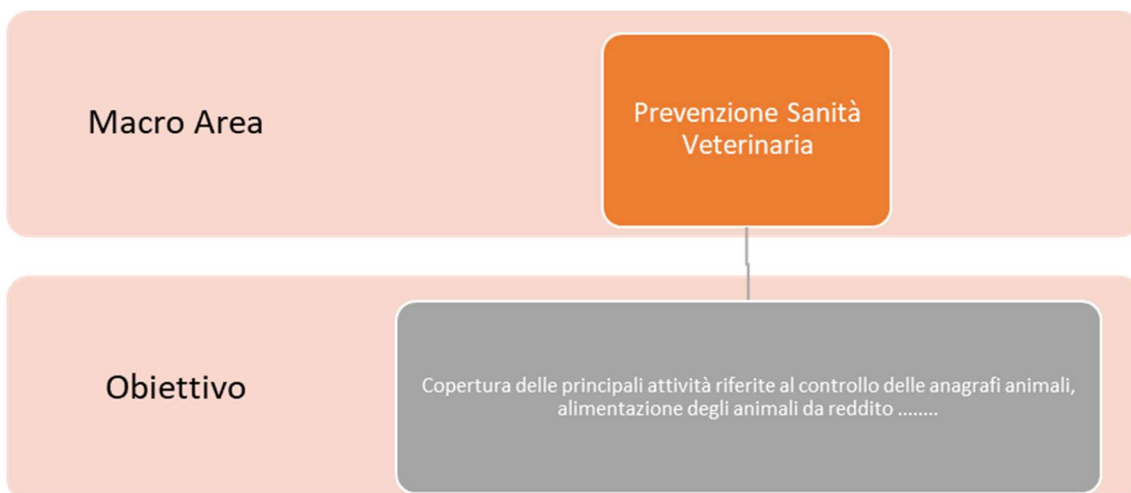 Macro Area
Prevenzione Sanità
Veterinaria
Obiettivo
Copertura delle principali attività riferite al controllo delle anagrafi animali,
alimentazione degli animali da reddito ........